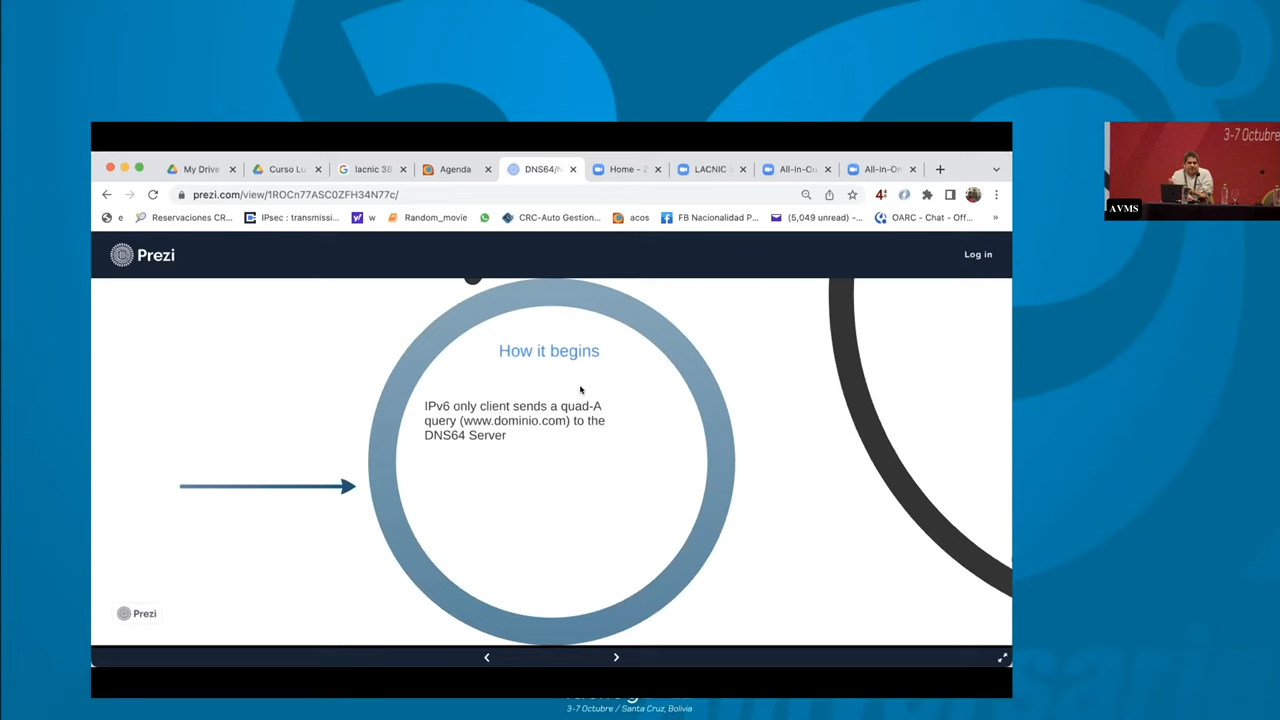 3-7 Octubre
AVMS
My Drive
Curso Lu
lacnic 38
Agenda
DNS64/
Home - Z
LACNIC
All-In-On
All-In-On
prezi.com/view/1ROCn77ASC0ZFH34N77c/
e
Reservaciones CR...
IPsec : transmissi...
w
Random_movie
CRC-Auto Gestion...
acos
FB Nacionalidad P...
(5,049 unread) -...
OARC - Chat - Off...
Prezi
Log in
How it begins
IPv6 only client sends a quad-A
query (www.dominio.com) to the
DNS64 Server
Prezi
3-7 Octubre / Santa Cruz, Bolivia